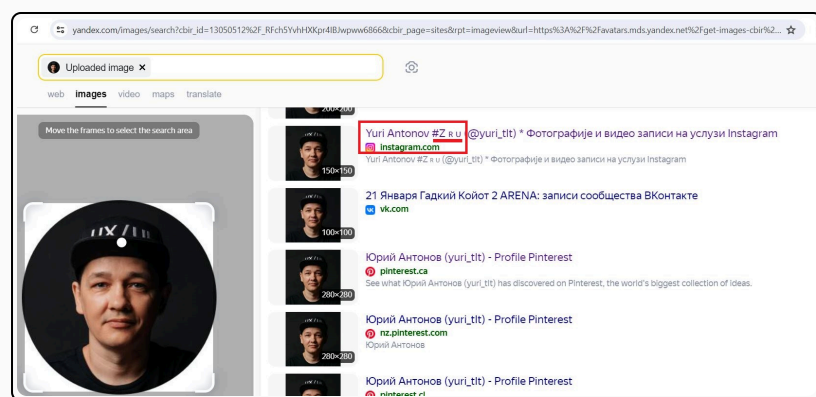 yandex.com/images/search?cbir_id=13050512%2F_RFch5YvhHXKpr4IBJwpww6866&cbir_page=sites&rpt=imageview&url=https%3A%2F%2Favatars.mds.yandex.net%2Fget-images-cbir%2...
Uploaded image ×
web images video maps translate
Move the frames to select the search area
UX / UI
200×200
Yuri Antonov #Z ʀ ᴜ (@yuri_tlt) * Фотографије и видео записи на услузи Instagram
instagram.com
Yuri Antonov #Z ʀ ᴜ (@yuri_tlt) * Фотографије и видео записи на услузи Instagram
150×150
21 Января Гадкий Койот 2 ARENA: записи сообщества ВКонтакте
vk.com
100×100
Юрий Антонов (yuri_tlt) - Profile Pinterest
pinterest.ca
See what Юрий Антонов (yuri_tlt) has discovered on Pinterest, the world's biggest collection of ideas.
280×280
Юрий Антонов (yuri_tlt) - Profile Pinterest
nz.pinterest.com
Юрий Антонов
280×280
Юрий Антонов (yuri_tlt) - Profile Pinterest
pinterest.cl